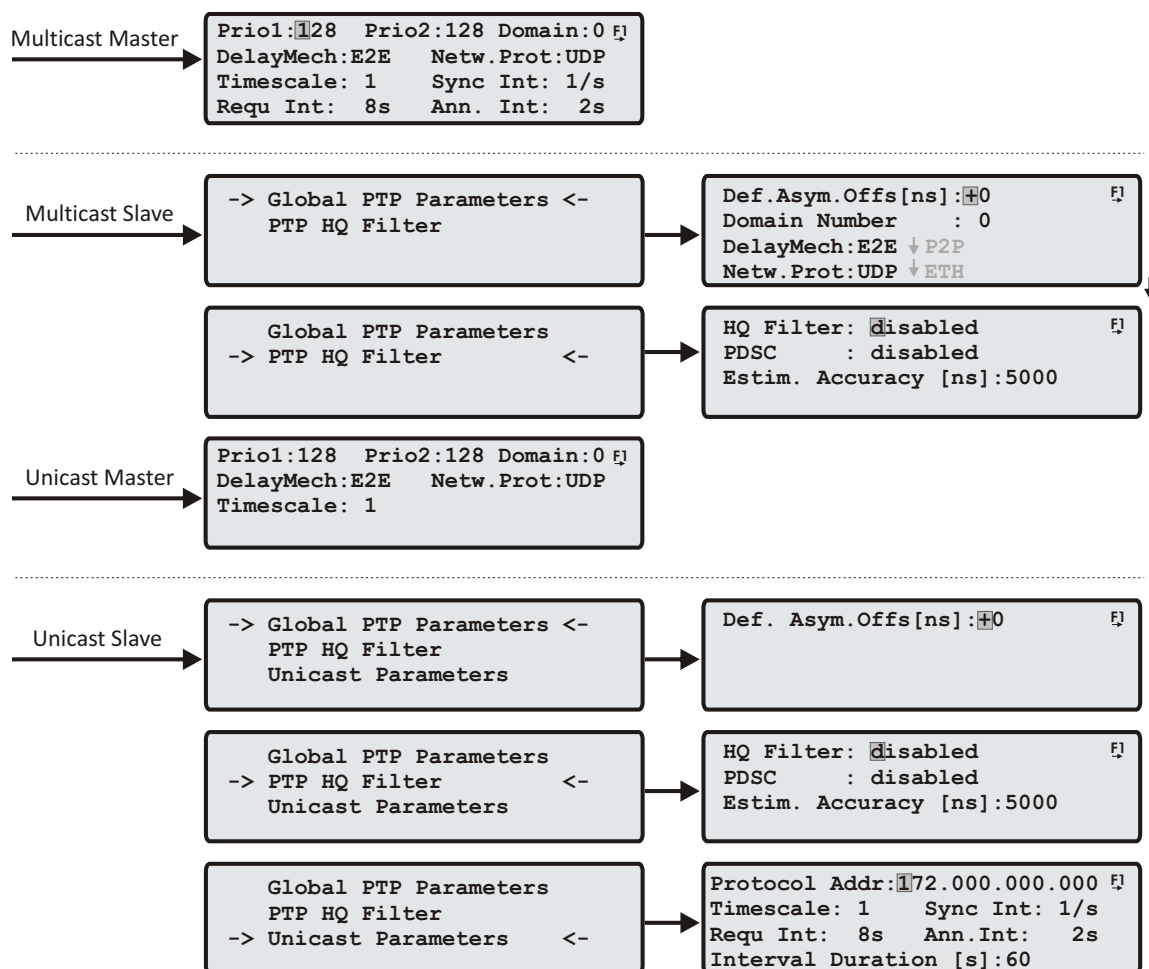 Multicast Master
Prio1:128 Prio2:128 Domain:0 F1
DelayMech:E2E Netw.Prot:UDP
Timescale: 1 Sync Int: 1/s
Requ Int: 8s Ann. Int: 2s
Multicast Slave
-> Global PTP Parameters <-
PTP HQ Filter
Def.Asym.Offs[ns]:+0 F1
Domain Number : 0
DelayMech:E2E ↓ P2P
Netw.Prot:UDP ↓ ETH
Global PTP Parameters
-> PTP HQ Filter <-
HQ Filter: disabled F1
PDSC : disabled
Estim. Accuracy [ns]:5000
Unicast Master
Prio1:128 Prio2:128 Domain:0 F1
DelayMech:E2E Netw.Prot:UDP
Timescale: 1
Unicast Slave
-> Global PTP Parameters <-
PTP HQ Filter
Unicast Parameters
Def. Asym.Offs[ns]:+0 F1
Global PTP Parameters
-> PTP HQ Filter <-
Unicast Parameters
HQ Filter: disabled F1
PDSC : disabled
Estim. Accuracy [ns]:5000
Global PTP Parameters
PTP HQ Filter
-> Unicast Parameters <-
Protocol Addr:172.000.000.000 F1
Timescale: 1 Sync Int: 1/s
Requ Int: 8s Ann.Int: 2s
Interval Duration [s]:60